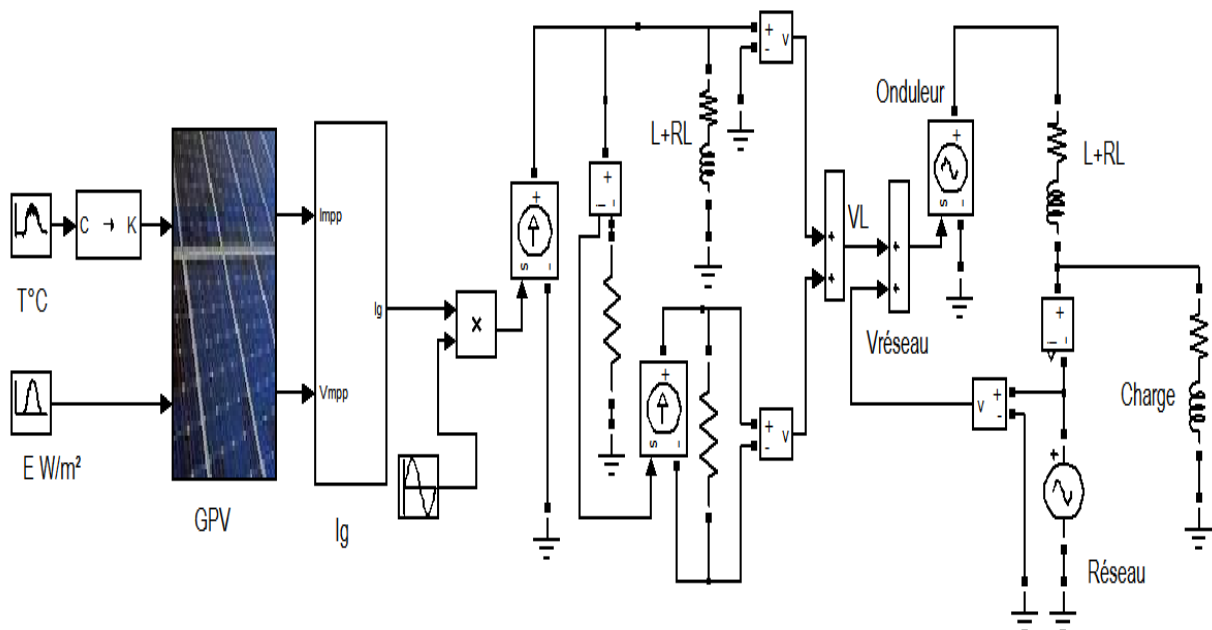 T°C
C → K
E W/m²
GPV
Impp
Vmpp
Ig
Ig
×
s
+
-
+
i -
L+RL
+
-
v
s
+
-
+
-
v
+
+
VL
+
+
Vréseau
Onduleur
+
s
-
L+RL
+
i -
v
+
-
Charge
+
Réseau